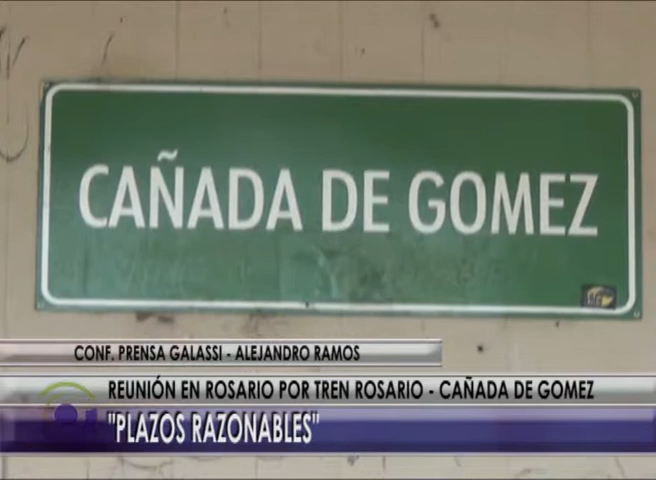 CAÑADA DE GOMEZ
CONF. PRENSA GALASSI - ALEJANDRO RAMOS
REUNIÓN EN ROSARIO POR TREN ROSARIO - CAÑADA DE GOMEZ
"PLAZOS RAZONABLES"